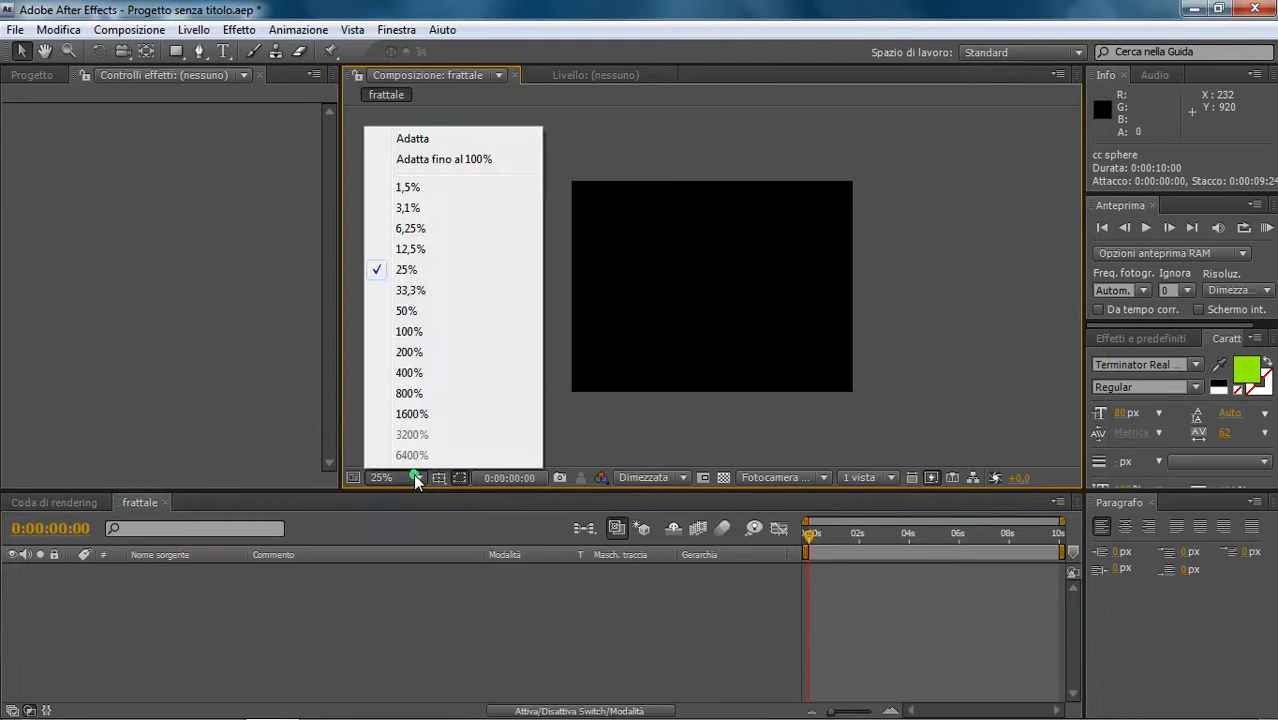 Adobe After Effects - Progetto senza titolo.aep *
File Modifica Composizione Livello Effetto Animazione Vista Finestra Aiuto
Spazio di lavoro: Standard Cerca nella Guida
Progetto Controlli effetti: (nessuno) Composizione: frattale Livello: (nessuno) Info Audio
frattale
R:
G:
B:
A: 0
X : 232
Y : 920
cc sphere
Durata: 0:00:10:00
Attacco: 0:00:00:00, Stacco: 0:00:09:24
Adatta
Adatta fino al 100%
1,5%
3,1%
6,25%
12,5%
25%
33,3%
50%
100%
200%
400%
800%
1600%
3200%
6400%
Anteprima
Opzioni anteprima RAM
Freq. fotogr. Ignora Risoluz.
Autom. 0 Dimezza...
Da tempo corr. Schermo int.
Effetti e predefiniti Caratt
Terminator Real ...
Regular
80 px Auto
Metrica 62
- px
25% 0:00:00:00 Dimezzata Fotocamera ... 1 vista +0,0
Coda di rendering frattale
0:00:00:00
# Nome sorgente Commento Modalità T Masch. traccia Gerarchia
02s 04s 06s 08s 10s
Paragrafo
0 px 0 px 0 px
0 px 0 px
Attiva/Disattiva Switch/Modalità